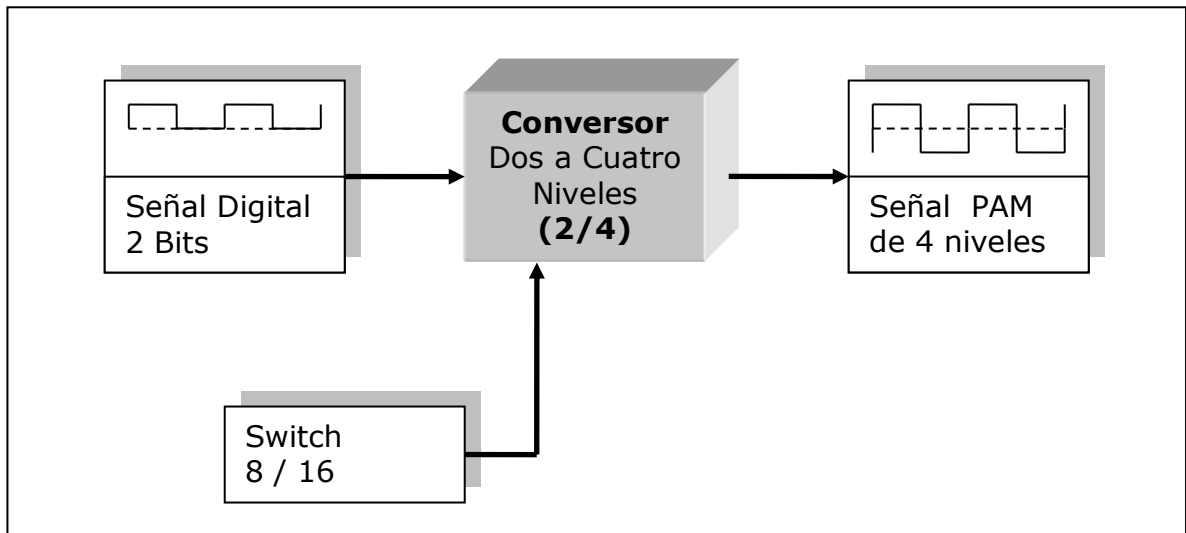 Señal Digital
2 Bits
Conversor
Dos a Cuatro
Niveles
(2/4)
Señal PAM
de 4 niveles
Switch
8 / 16